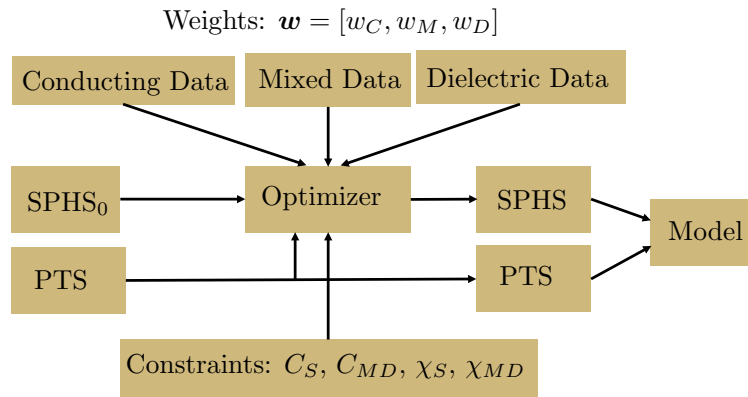 Weights: w = [w_C, w_M, w_D]
Conducting Data
Mixed Data
Dielectric Data
SPHS₀
Optimizer
SPHS
Model
PTS
PTS
Constraints: C_S, C_MD, χ_S, χ_MD